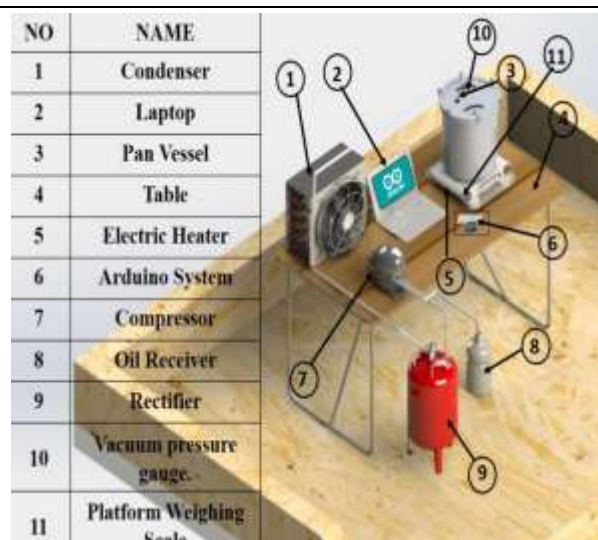 NO NAME
1 Condenser
2 Laptop
3 Pan Vessel
4 Table
5 Electric Heater
6 Arduino System
7 Compressor
8 Oil Receiver
9 Rectifier
10 Vacuum pressure
gauge.
11 Platform Weighing
Scale
1
2
10
3
11
4
5
6
7
8
9